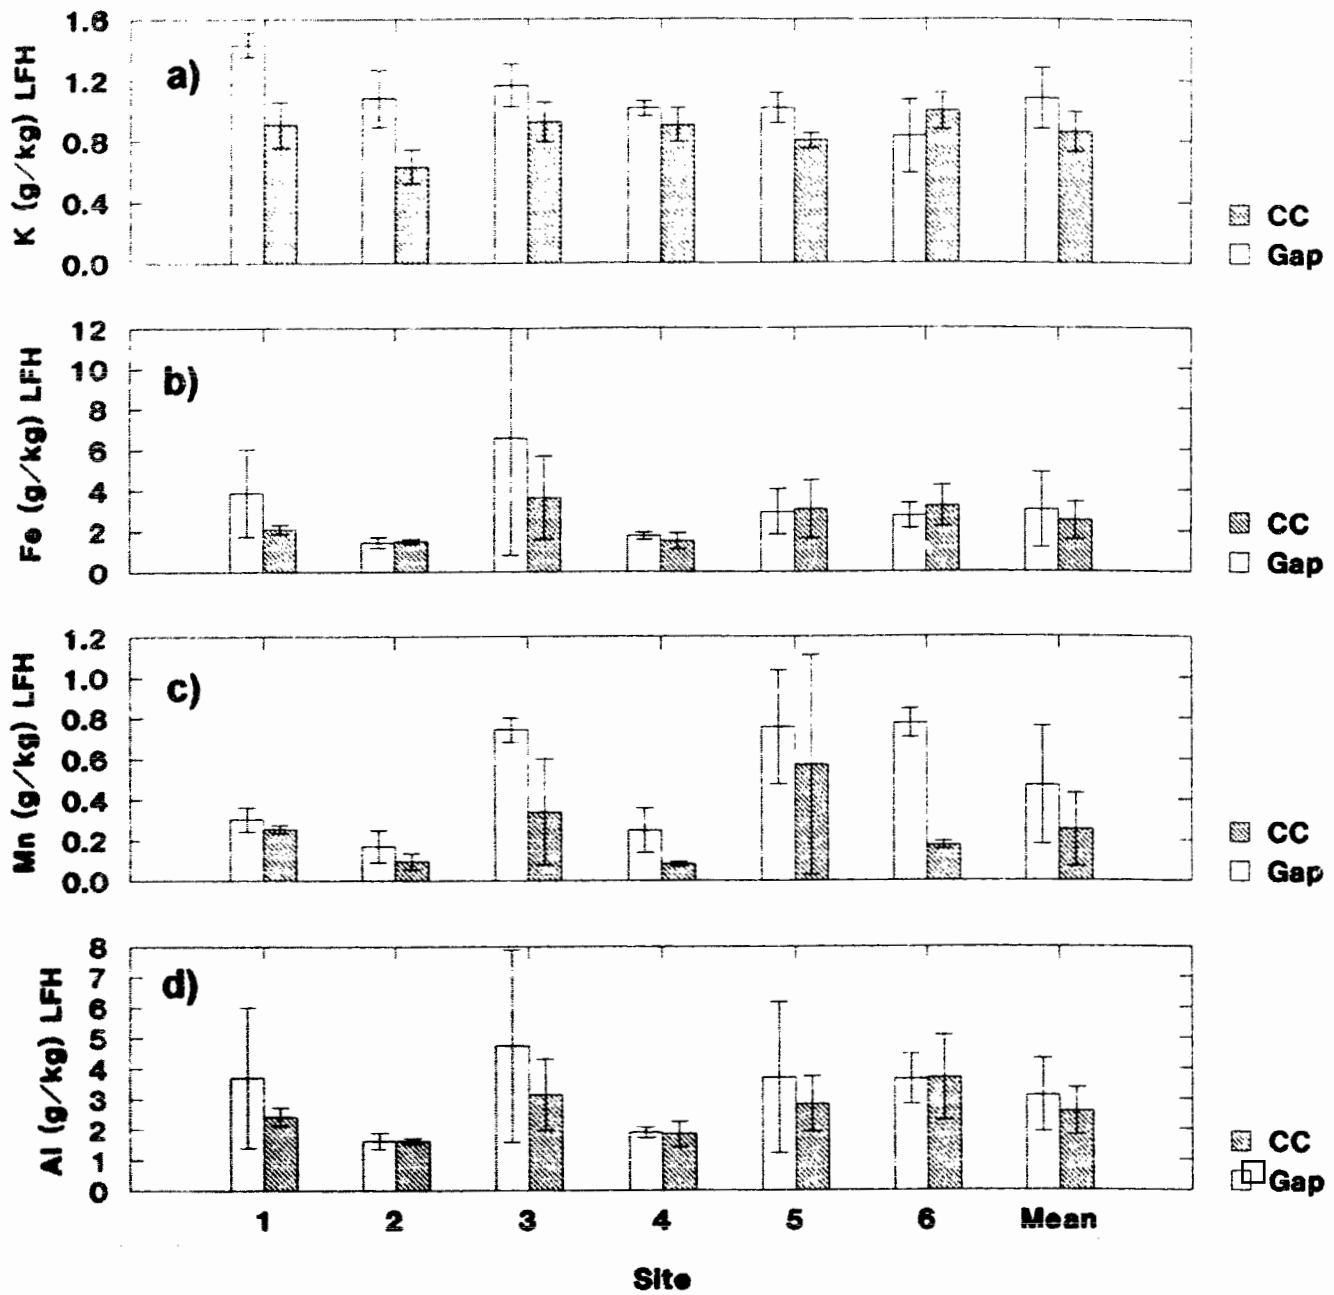 a)
K (g/kg) LFH
1.6
1.2
0.8
0.4
0.0
CC
Gap
b)
Fe (g/kg) LFH
12
10
8
6
4
2
0
CC
Gap
c)
Mn (g/kg) LFH
1.2
1.0
0.8
0.6
0.4
0.2
0.0
CC
Gap
d)
Al (g/kg) LFH
8
7
6
5
4
3
2
1
0
CC
Gap
1 2 3 4 5 6 Mean
Site